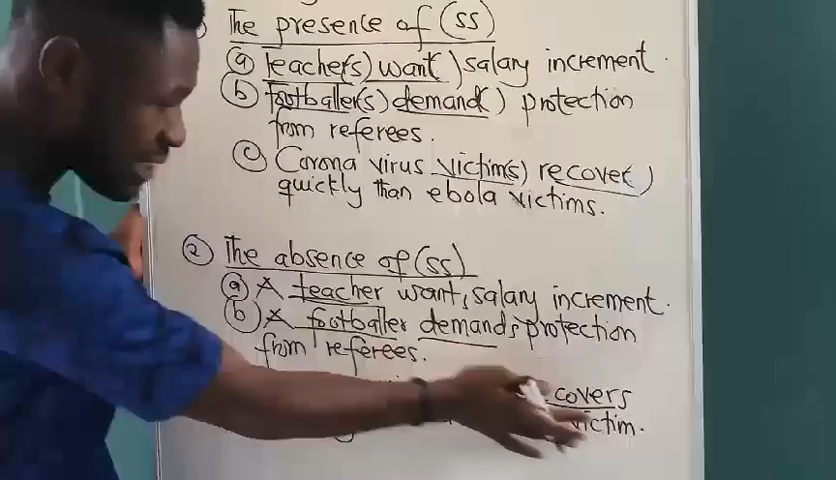 The presence of (ss)
(a) teacher(s) want( ) salary increment.
(b) footballer(s) demand( ) protection
from referees.
(c) Corona virus victim(s) recover( )
quickly than ebola victims.
(2) The absence of (ss)
(a) A teacher wants salary increment.
(b) A footballer demands protection
from referees.
covers
victim.